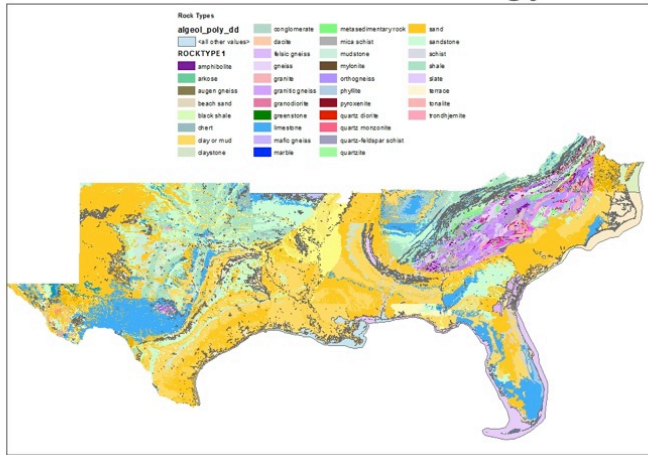 Rock Types
algeol_poly_dd
<all other values>
ROCKTYPE1
amphibolite
arkose
augen gneiss
beach sand
black shale
chert
clay or mud
claystone
conglomerate
dacite
felsic gneiss
gneiss
granite
granitic gneiss
granodiorite
greenstone
limestone
mafic gneiss
marble
metasedimentary rock
mica schist
mudstone
mylonite
orthogneiss
phyllite
pyroxenite
quartz diorite
quartz monzonite
quartz-feldspar schist
quartzite
sand
sandstone
schist
shale
slate
terrace
tonalite
trondhjemite